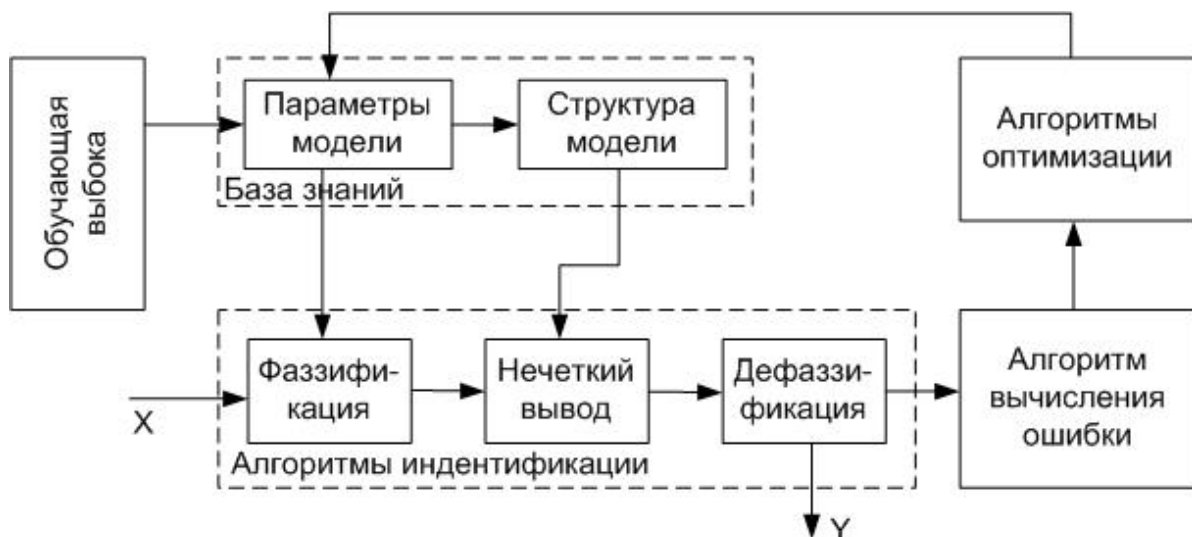 Обучающая
выбока
Параметры
модели
Структура
модели
База знаний
Алгоритмы
оптимизации
X
Фаззифи-
кация
Нечеткий
вывод
Дефаззи-
фикация
Алгоритмы индентификации
Y
Алгоритм
вычисления
ошибки